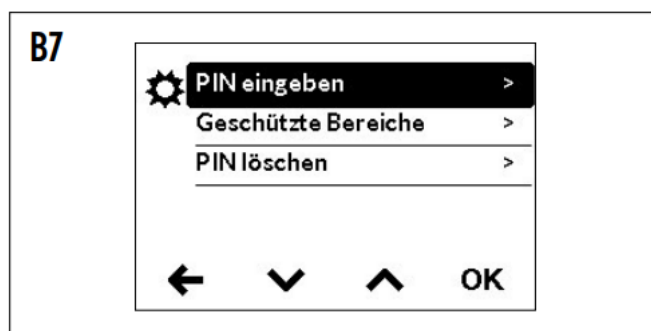 B7
PIN eingeben >
Geschützte Bereiche >
PIN löschen >
OK